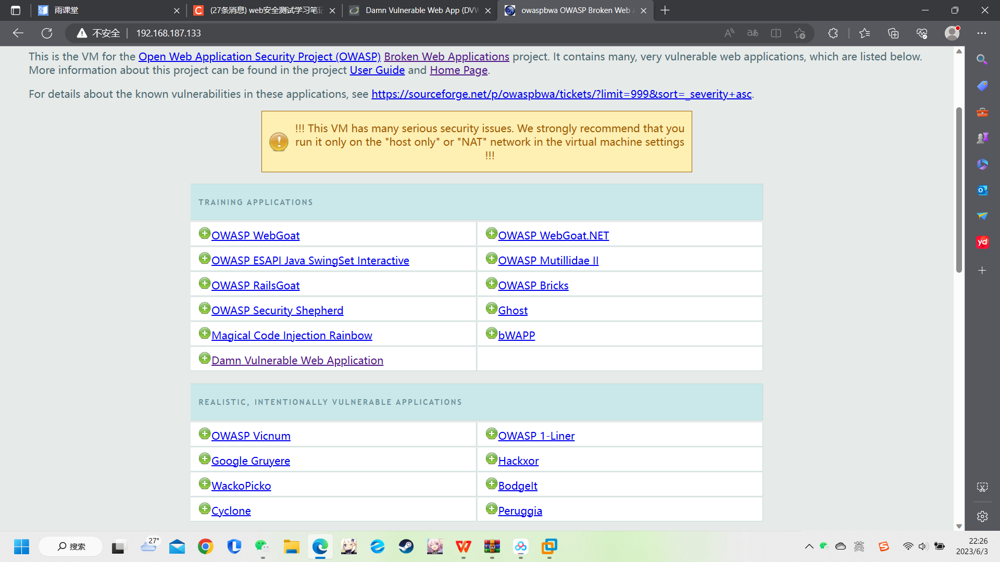 雨课堂
(27条消息) web安全测试学习笔记
Damn Vulnerable Web App (DVW
owaspbwa OWASP Broken Web A
不安全
192.168.187.133
This is the VM for the Open Web Application Security Project (OWASP) Broken Web Applications project. It contains many, very vulnerable web applications, which are listed below.
More information about this project can be found in the project User Guide and Home Page.
For details about the known vulnerabilities in these applications, see https://sourceforge.net/p/owaspbwa/tickets/?limit=999&sort=_severity+asc.
!!! This VM has many serious security issues. We strongly recommend that you
run it only on the "host only" or "NAT" network in the virtual machine settings
!!!
TRAINING APPLICATIONS
OWASP WebGoat
OWASP WebGoat.NET
OWASP ESAPI Java SwingSet Interactive
OWASP Mutillidae II
OWASP RailsGoat
OWASP Bricks
OWASP Security Shepherd
Ghost
Magical Code Injection Rainbow
bWAPP
Damn Vulnerable Web Application
REALISTIC, INTENTIONALLY VULNERABLE APPLICATIONS
OWASP Vicnum
OWASP 1-Liner
Google Gruyere
Hackxor
WackoPicko
BodgeIt
Cyclone
Peruggia
yd
搜索
27°
英
22:26
2023/6/3